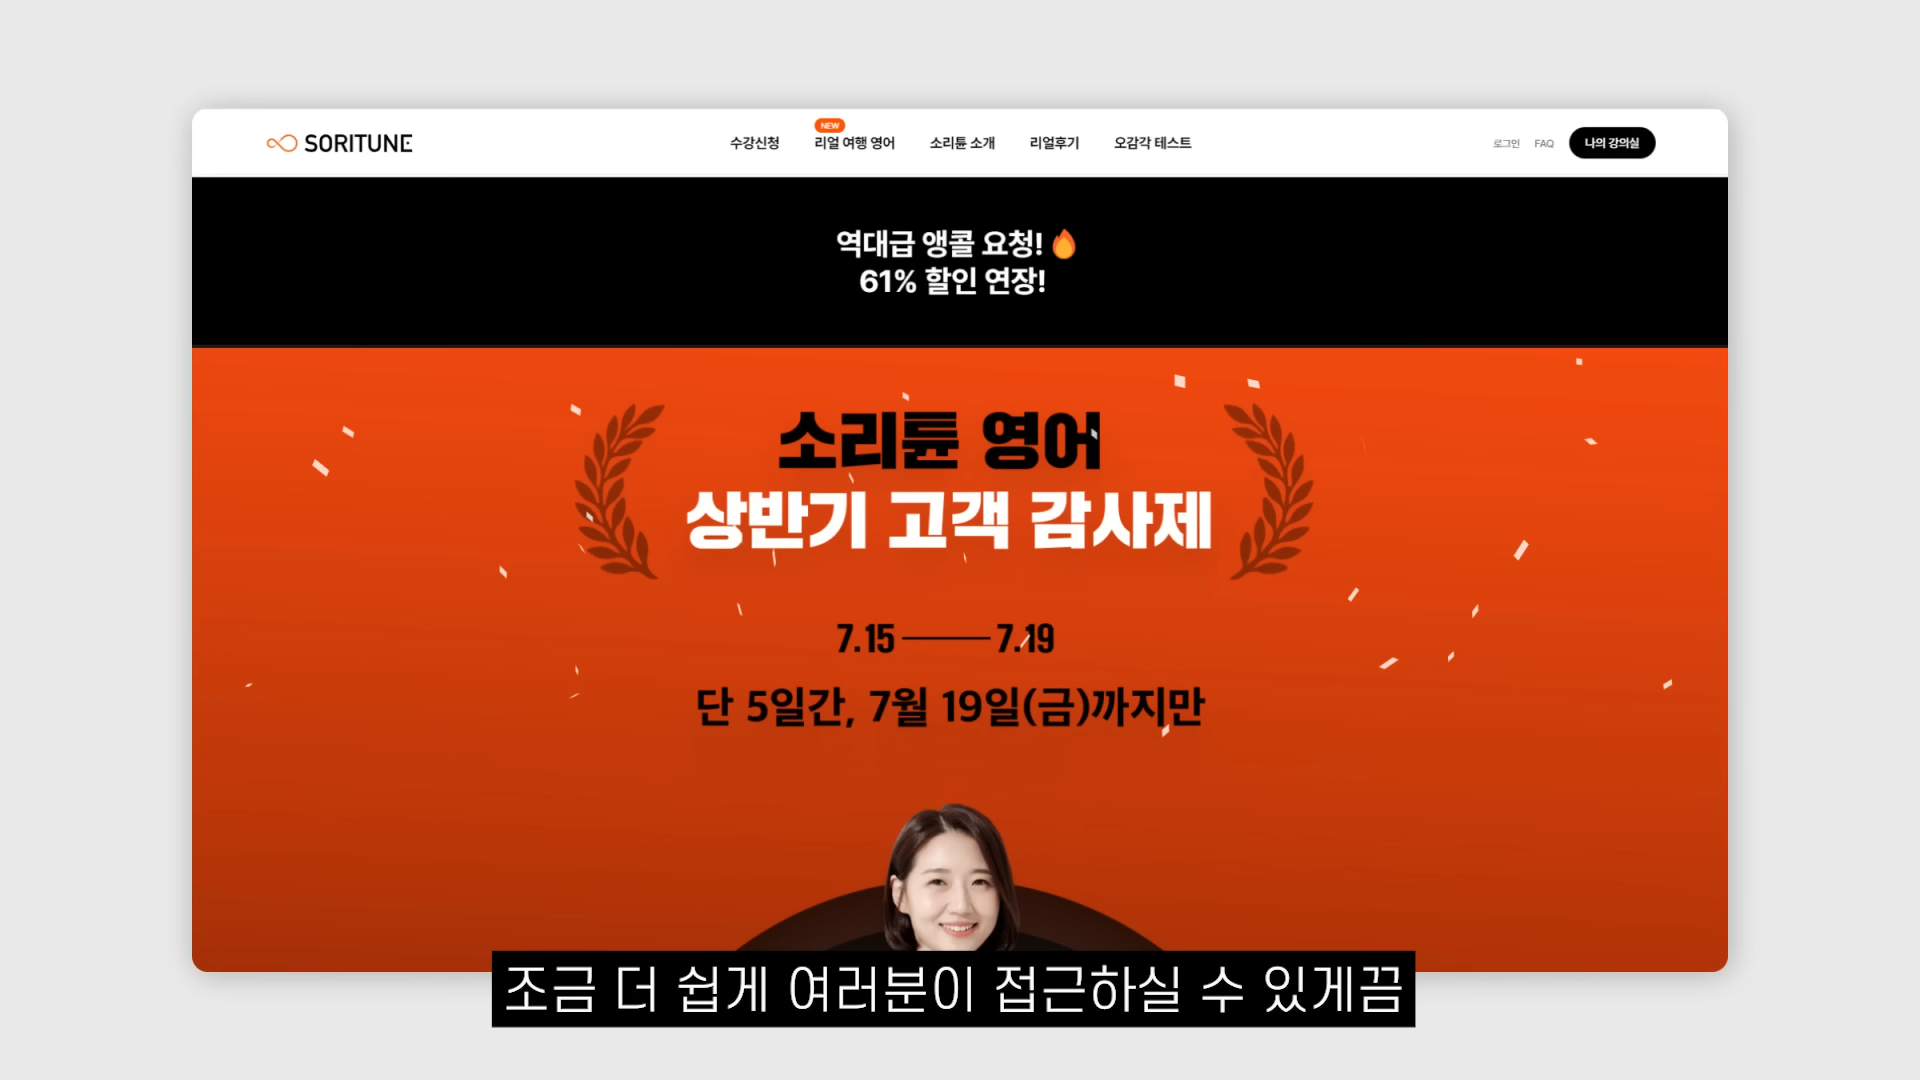 SORITUNE
수강신청
NEW
리얼 여행 영어
소리튠 소개
리얼후기
오감각 테스트
로그인
FAQ
나의 강의실
역대급 앵콜 요청!🔥
61% 할인 연장!
소리튠 영어
상반기 고객 감사제
7.15 — 7.19
단 5일간, 7월 19일(금)까지만
조금 더 쉽게 여러분이 접근하실 수 있게끔